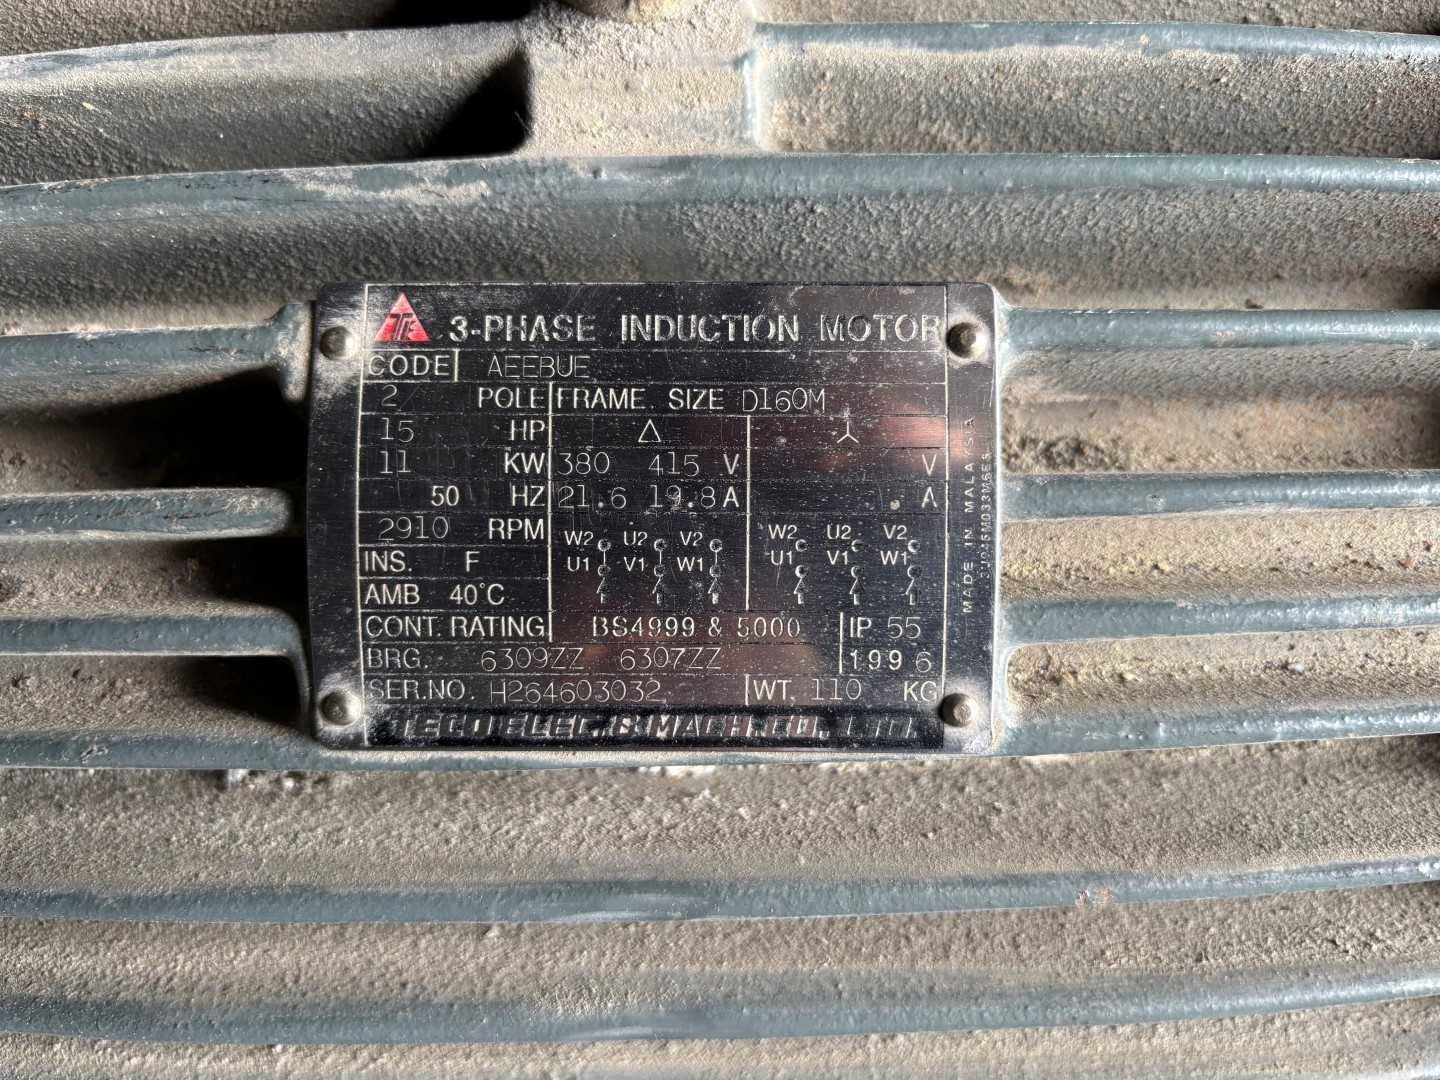 TE 3-PHASE INDUCTION MOTOR
CODE AEEBUE
2 POLE FRAME SIZE D160M
15 HP △ 人
11 KW 380 415 V V
50 HZ 21.6 19.8 A A
2910 RPM W2 U2 V2 W2 U2 V2
INS. F U1 V1 W1 U1 V1 W1
AMB 40°C
CONT. RATING BS4999 & 5000 IP 55
BRG. 6309ZZ 6307ZZ 1996
SER.NO. H264603032 WT. 110 KG
TECO ELEC. & MACH. CO., LTD.
MADE IN MALAYSIA